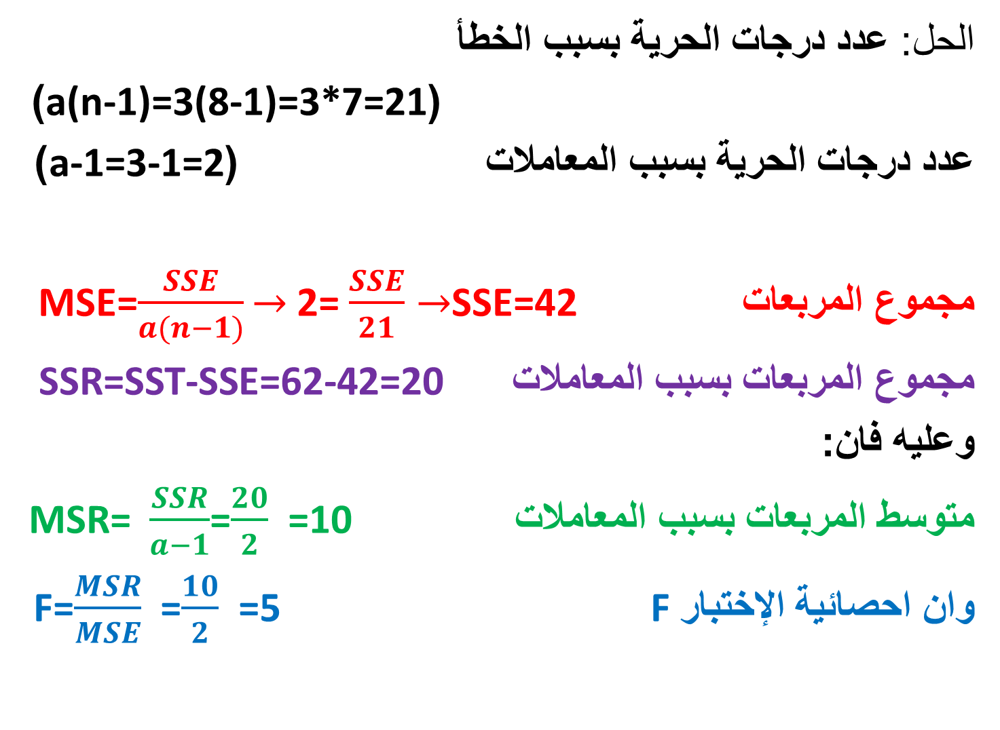 الحل: عدد درجات الحرية بسبب الخطأ
(a(n-1)=3(8-1)=3*7=21)
عدد درجات الحرية بسبب المعاملات (a-1=3-1=2)
مجموع المربعات MSE=\frac{SSE}{a(n-1)} → 2= \frac{SSE}{21} →SSE=42
مجموع المربعات بسبب المعاملات SSR=SST-SSE=62-42=20
وعليه فان:
متوسط المربعات بسبب المعاملات MSR= \frac{SSR}{a-1}=\frac{20}{2} =10
وان احصائية الإختبار F F=\frac{MSR}{MSE} =\frac{10}{2} =5